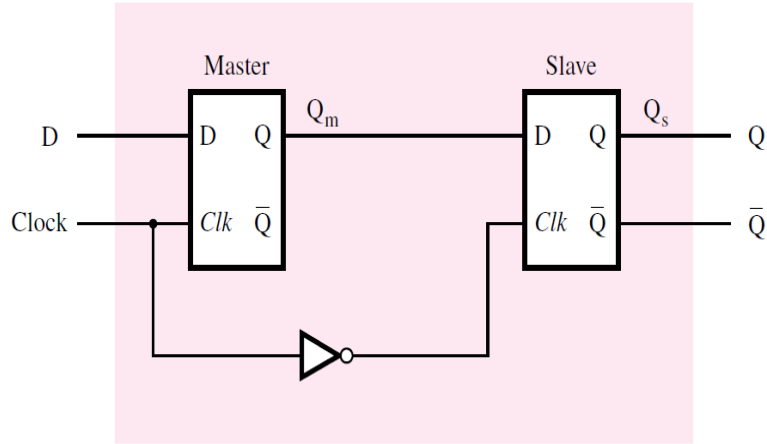 Master Slave
D D Q Qₘ D Q Qₛ Q
Clock Clk Q̅ Clk Q̅ Q̅